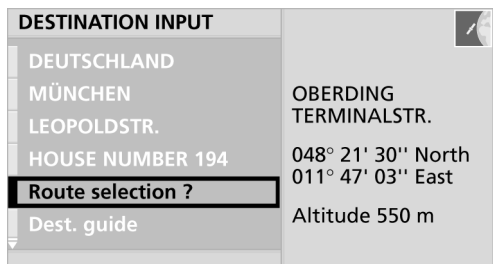 DESTINATION INPUT
DEUTSCHLAND
MÜNCHEN
LEOPOLDSTR.
HOUSE NUMBER 194
Route selection ?
Dest. guide
OBERDING
TERMINALSTR.
048° 21' 30'' North
011° 47' 03'' East
Altitude 550 m